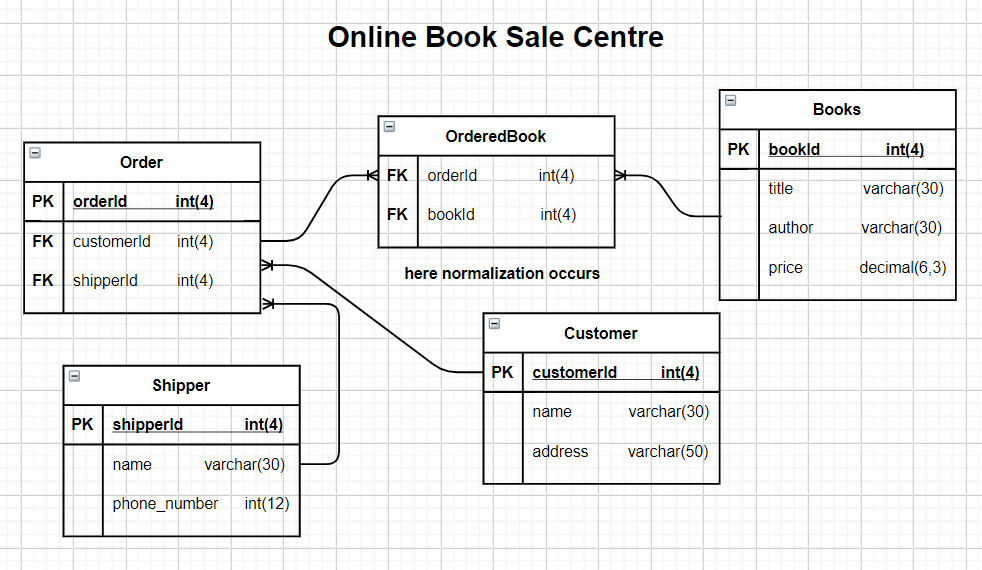 Online Book Sale Centre
Order
PK orderId int(4)
FK customerId int(4)
FK shipperId int(4)
OrderedBook
FK orderId int(4)
FK bookId int(4)
here normalization occurs
Books
PK bookId int(4)
title varchar(30)
author varchar(30)
price decimal(6,3)
Shipper
PK shipperId int(4)
name varchar(30)
phone_number int(12)
Customer
PK customerId int(4)
name varchar(30)
address varchar(50)